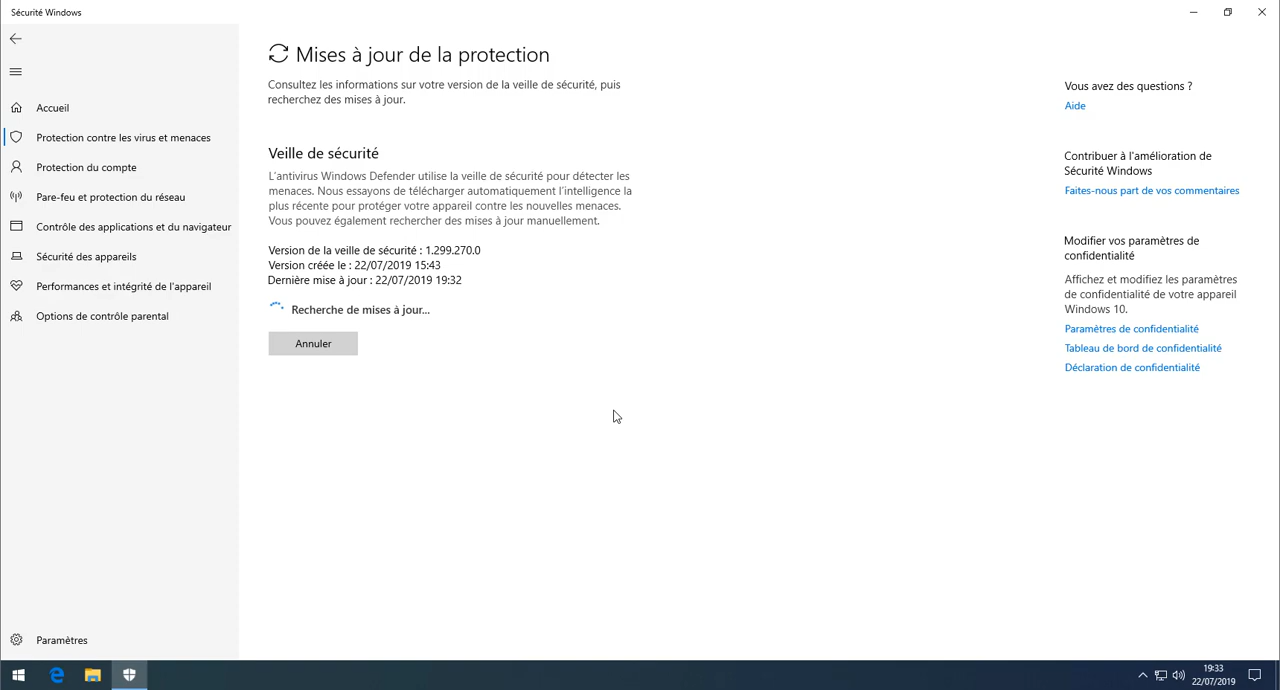 Sécurité Windows
Accueil
Protection contre les virus et menaces
Protection du compte
Pare-feu et protection du réseau
Contrôle des applications et du navigateur
Sécurité des appareils
Performances et intégrité de l'appareil
Options de contrôle parental
Paramètres
Mises à jour de la protection
Consultez les informations sur votre version de la veille de sécurité, puis
recherchez des mises à jour.
Veille de sécurité
L'antivirus Windows Defender utilise la veille de sécurité pour détecter les
menaces. Nous essayons de télécharger automatiquement l'intelligence la
plus récente pour protéger votre appareil contre les nouvelles menaces.
Vous pouvez également rechercher des mises à jour manuellement.
Version de la veille de sécurité : 1.299.270.0
Version créée le : 22/07/2019 15:43
Dernière mise à jour : 22/07/2019 19:32
Recherche de mises à jour...
Annuler
Vous avez des questions ?
Aide
Contribuer à l'amélioration de
Sécurité Windows
Faites-nous part de vos commentaires
Modifier vos paramètres de
confidentialité
Affichez et modifiez les paramètres
de confidentialité de votre appareil
Windows 10.
Paramètres de confidentialité
Tableau de bord de confidentialité
Déclaration de confidentialité
19:33
22/07/2019